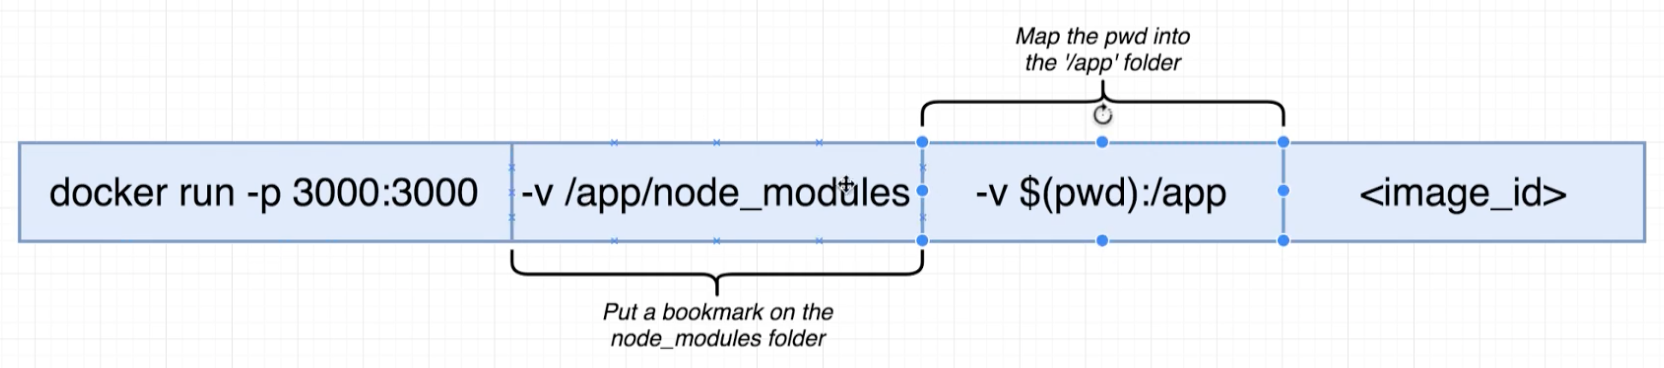 Map the pwd into
the '/app' folder
docker run -p 3000:3000 -v /app/node_modules -v $(pwd):/app <image_id>
Put a bookmark on the
node_modules folder